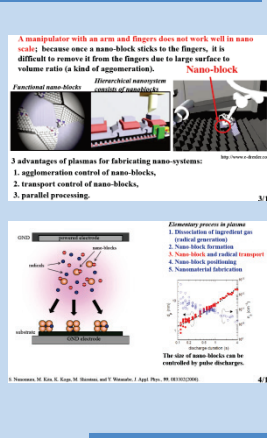 A manipulator with an arm and fingers does not work well in nano
scale; because once a nano-block sticks to the fingers, it is
difficult to remove it from the fingers due to large surface to
volume ratio (a kind of aggomeration).
Nano-block
Hierarchical nanosystem
consists of nanoblocks
Functional nano-blocks
3 advantages of plasmas for fabricating nano-systems:
1. agglomeration control of nano-blocks,
2. transport control of nano-blocks,
3. parallel processing.
3/1
GND
powered electrode
nano-blocks
radicals
substrate
GND electrode
Elementary process in plasma
1. Dissociation of ingredient gas
(radical generation)
2. Nano-block formation
3. Nano-block and radical transport
4. Nano-block positioning
5. Nanomaterial fabrication
discharge duration (s)
The size of nano-blocks can be
controlled by pulse discharges.
4/1